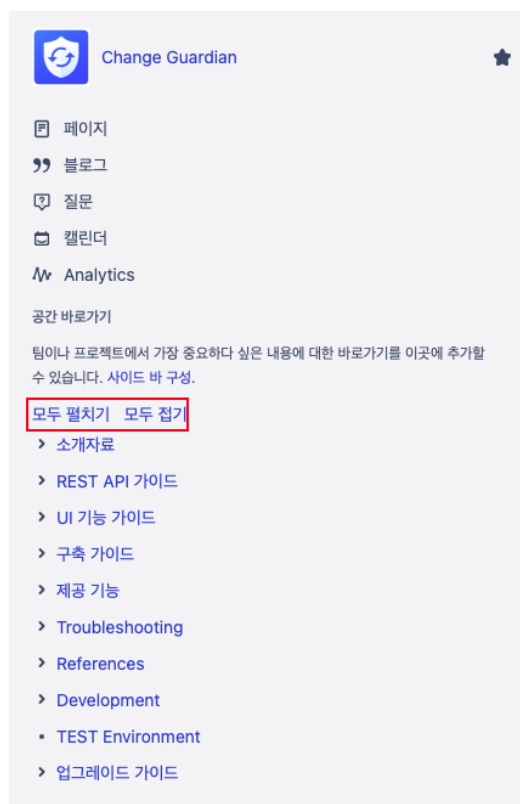 Change Guardian
페이지
블로그
질문
캘린더
Analytics
공간 바로가기
팀이나 프로젝트에서 가장 중요하다 싶은 내용에 대한 바로가기를 이곳에 추가할
수 있습니다. 사이드 바 구성.
모두 펼치기 모두 접기
소개자료
REST API 가이드
UI 기능 가이드
구축 가이드
제공 기능
Troubleshooting
References
Development
TEST Environment
업그레이드 가이드